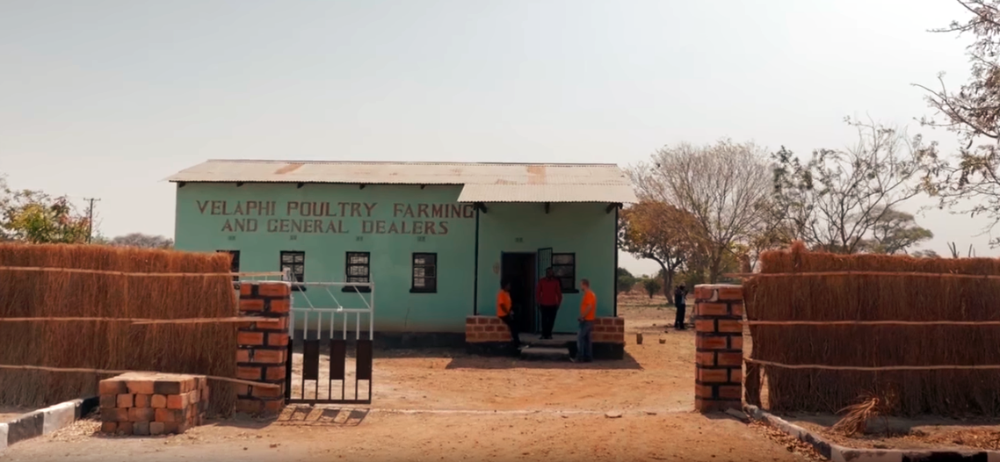 VELAPHI POULTRY FARMING
AND GENERAL DEALERS